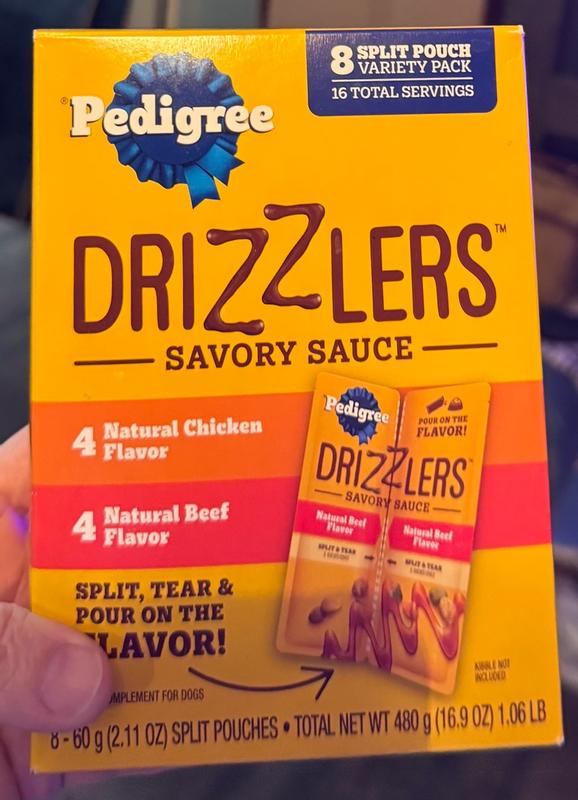 8 SPLIT POUCH
VARIETY PACK
16 TOTAL SERVINGS
®Pedigree
DRIZZLERS™
SAVORY SAUCE
4 Natural Chicken
Flavor
4 Natural Beef
Flavor
Pedigree
POUR ON THE
FLAVOR!
DRIZZLERS™
SAVORY SAUCE
Natural Beef
Flavor
Natural Beef
Flavor
SPLIT & TEAR
SPLIT & TEAR
SPLIT, TEAR &
POUR ON THE
LAVOR!
KIBBLE NOT
INCLUDED
OMPLEMENT FOR DOGS
8 - 60 g (2.11 OZ) SPLIT POUCHES • TOTAL NET WT 480 g (16.9 OZ) 1.06 LB